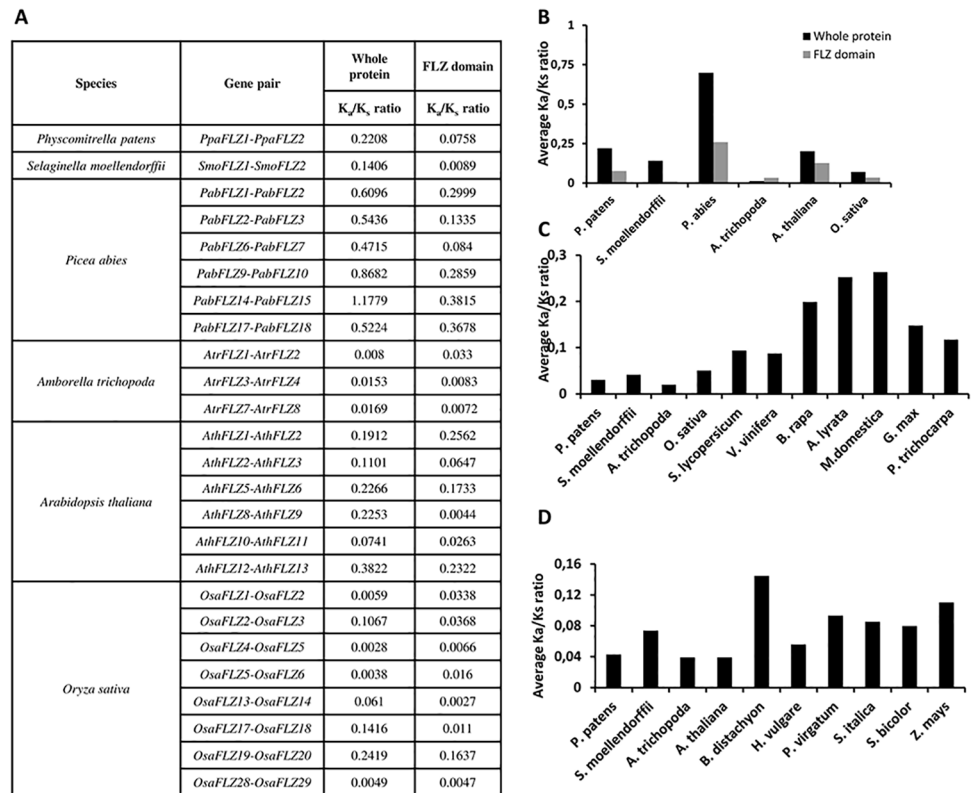 A
Species Gene pair Whole protein FLZ domain
Ka/Ks ratio Ka/Ks ratio
Physcomitrella patens PpaFLZ1-PpaFLZ2 0.2208 0.0758
Selaginella moellendorffii SmoFLZ1-SmoFLZ2 0.1406 0.0089
Picea abies
PabFLZ1-PabFLZ2 0.6096 0.2999
PabFLZ2-PabFLZ3 0.5436 0.1335
PabFLZ6-PabFLZ7 0.4715 0.084
PabFLZ9-PabFLZ10 0.8682 0.2859
PabFLZ14-PabFLZ15 1.1779 0.3815
PabFLZ17-PabFLZ18 0.5224 0.3678
Amborella trichopoda
AtrFLZ1-AtrFLZ2 0.008 0.033
AtrFLZ3-AtrFLZ4 0.0153 0.0083
AtrFLZ7-AtrFLZ8 0.0169 0.0072
Arabidopsis thaliana
AthFLZ1-AthFLZ2 0.1912 0.2562
AthFLZ2-AthFLZ3 0.1101 0.0647
AthFLZ5-AthFLZ6 0.2266 0.1733
AthFLZ8-AthFLZ9 0.2253 0.0044
AthFLZ10-AthFLZ11 0.0741 0.0263
AthFLZ12-AthFLZ13 0.3822 0.2322
Oryza sativa
OsaFLZ1-OsaFLZ2 0.0059 0.0338
OsaFLZ2-OsaFLZ3 0.1067 0.0368
OsaFLZ4-OsaFLZ5 0.0028 0.0066
OsaFLZ5-OsaFLZ6 0.0038 0.016
OsaFLZ13-OsaFLZ14 0.061 0.0027
OsaFLZ17-OsaFLZ18 0.1416 0.011
OsaFLZ19-OsaFLZ20 0.2419 0.1637
OsaFLZ28-OsaFLZ29 0.0049 0.0047
B
Average Ka/Ks ratio
1
0,75
0,5
0,25
0
Whole protein
FLZ domain
P. patens
S. moellendorffii
P. abies
A. trichopoda
A. thaliana
O. sativa
C
Average Ka/Ks ratio
0,3
0,2
0,1
0
P. patens
S. moellendorffii
A. trichopoda
O. sativa
S. lycopersicum
V. vinifera
B. rapa
A. lyrata
M.domestica
G. max
P. trichocarpa
D
Average Ka/Ks ratio
0,16
0,12
0,08
0,04
0
P. patens
S. moellendorffii
A. trichopoda
A. thaliana
B. distachyon
H. vulgare
P. virgatum
S. italica
S. bicolor
Z. mays